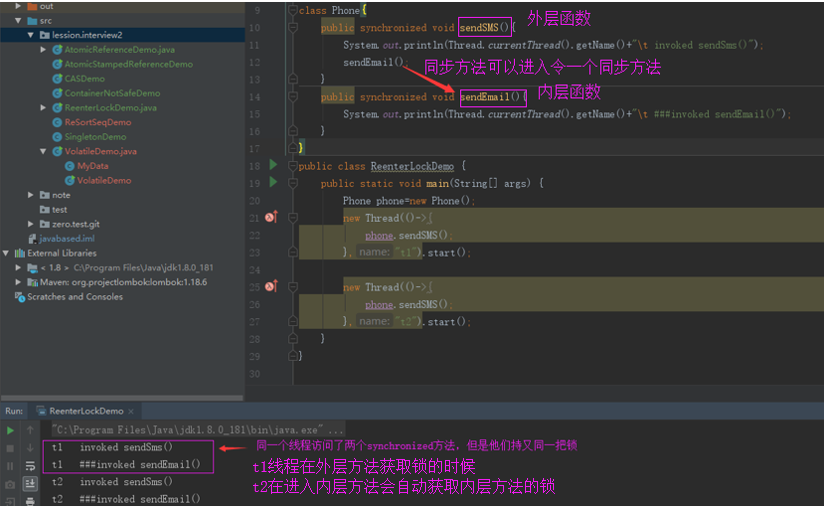 out
src
lession.interview2
AtomicReferenceDemo.java
AtomicStampedReferenceDemo
CASDemo
ContainerNotSafeDemo
ReenterLockDemo.java
ReSortSeqDemo
SingletonDemo
VolatileDemo.java
MyData
VolatileDemo
note
test
zero.test.git
javabased.iml
External Libraries
< 1.8 > C:\Program Files\Java\jdk1.8.0_181
Maven: org.projectlombok:lombok:1.18.6
Scratches and Consoles
9 class Phone{
10 public synchronized void sendSMS(){ 外层函数
11 System.out.println(Thread.currentThread().getName()+"\t invoked sendSms()");
12 sendEmail(); 同步方法可以进入令一个同步方法
13 }
14 public synchronized void sendEmail(){ 内层函数
15 System.out.println(Thread.currentThread().getName()+"\t ###invoked sendEmail()");
16 }
17 }
18 public class ReenterLockDemo {
19 public static void main(String[] args) {
20 Phone phone=new Phone();
21 new Thread(()->{
22 phone.sendSMS();
23 }, name: "t1").start();
24
25 new Thread(()->{
26 phone.sendSMS();
27 }, name: "t2").start();
28 }
29 }
30
Run: ReenterLockDemo ×
"C:\Program Files\Java\jdk1.8.0_181\bin\java.exe" ...
t1 invoked sendSms() 同一个线程访问了两个synchronized方法，但是他们持又同一把锁
t1 ###invoked sendEmail() t1线程在外层方法获取锁的时候
t2 invoked sendSms() t2在进入内层方法会自动获取内层方法的锁
t2 ###invoked sendEmail()